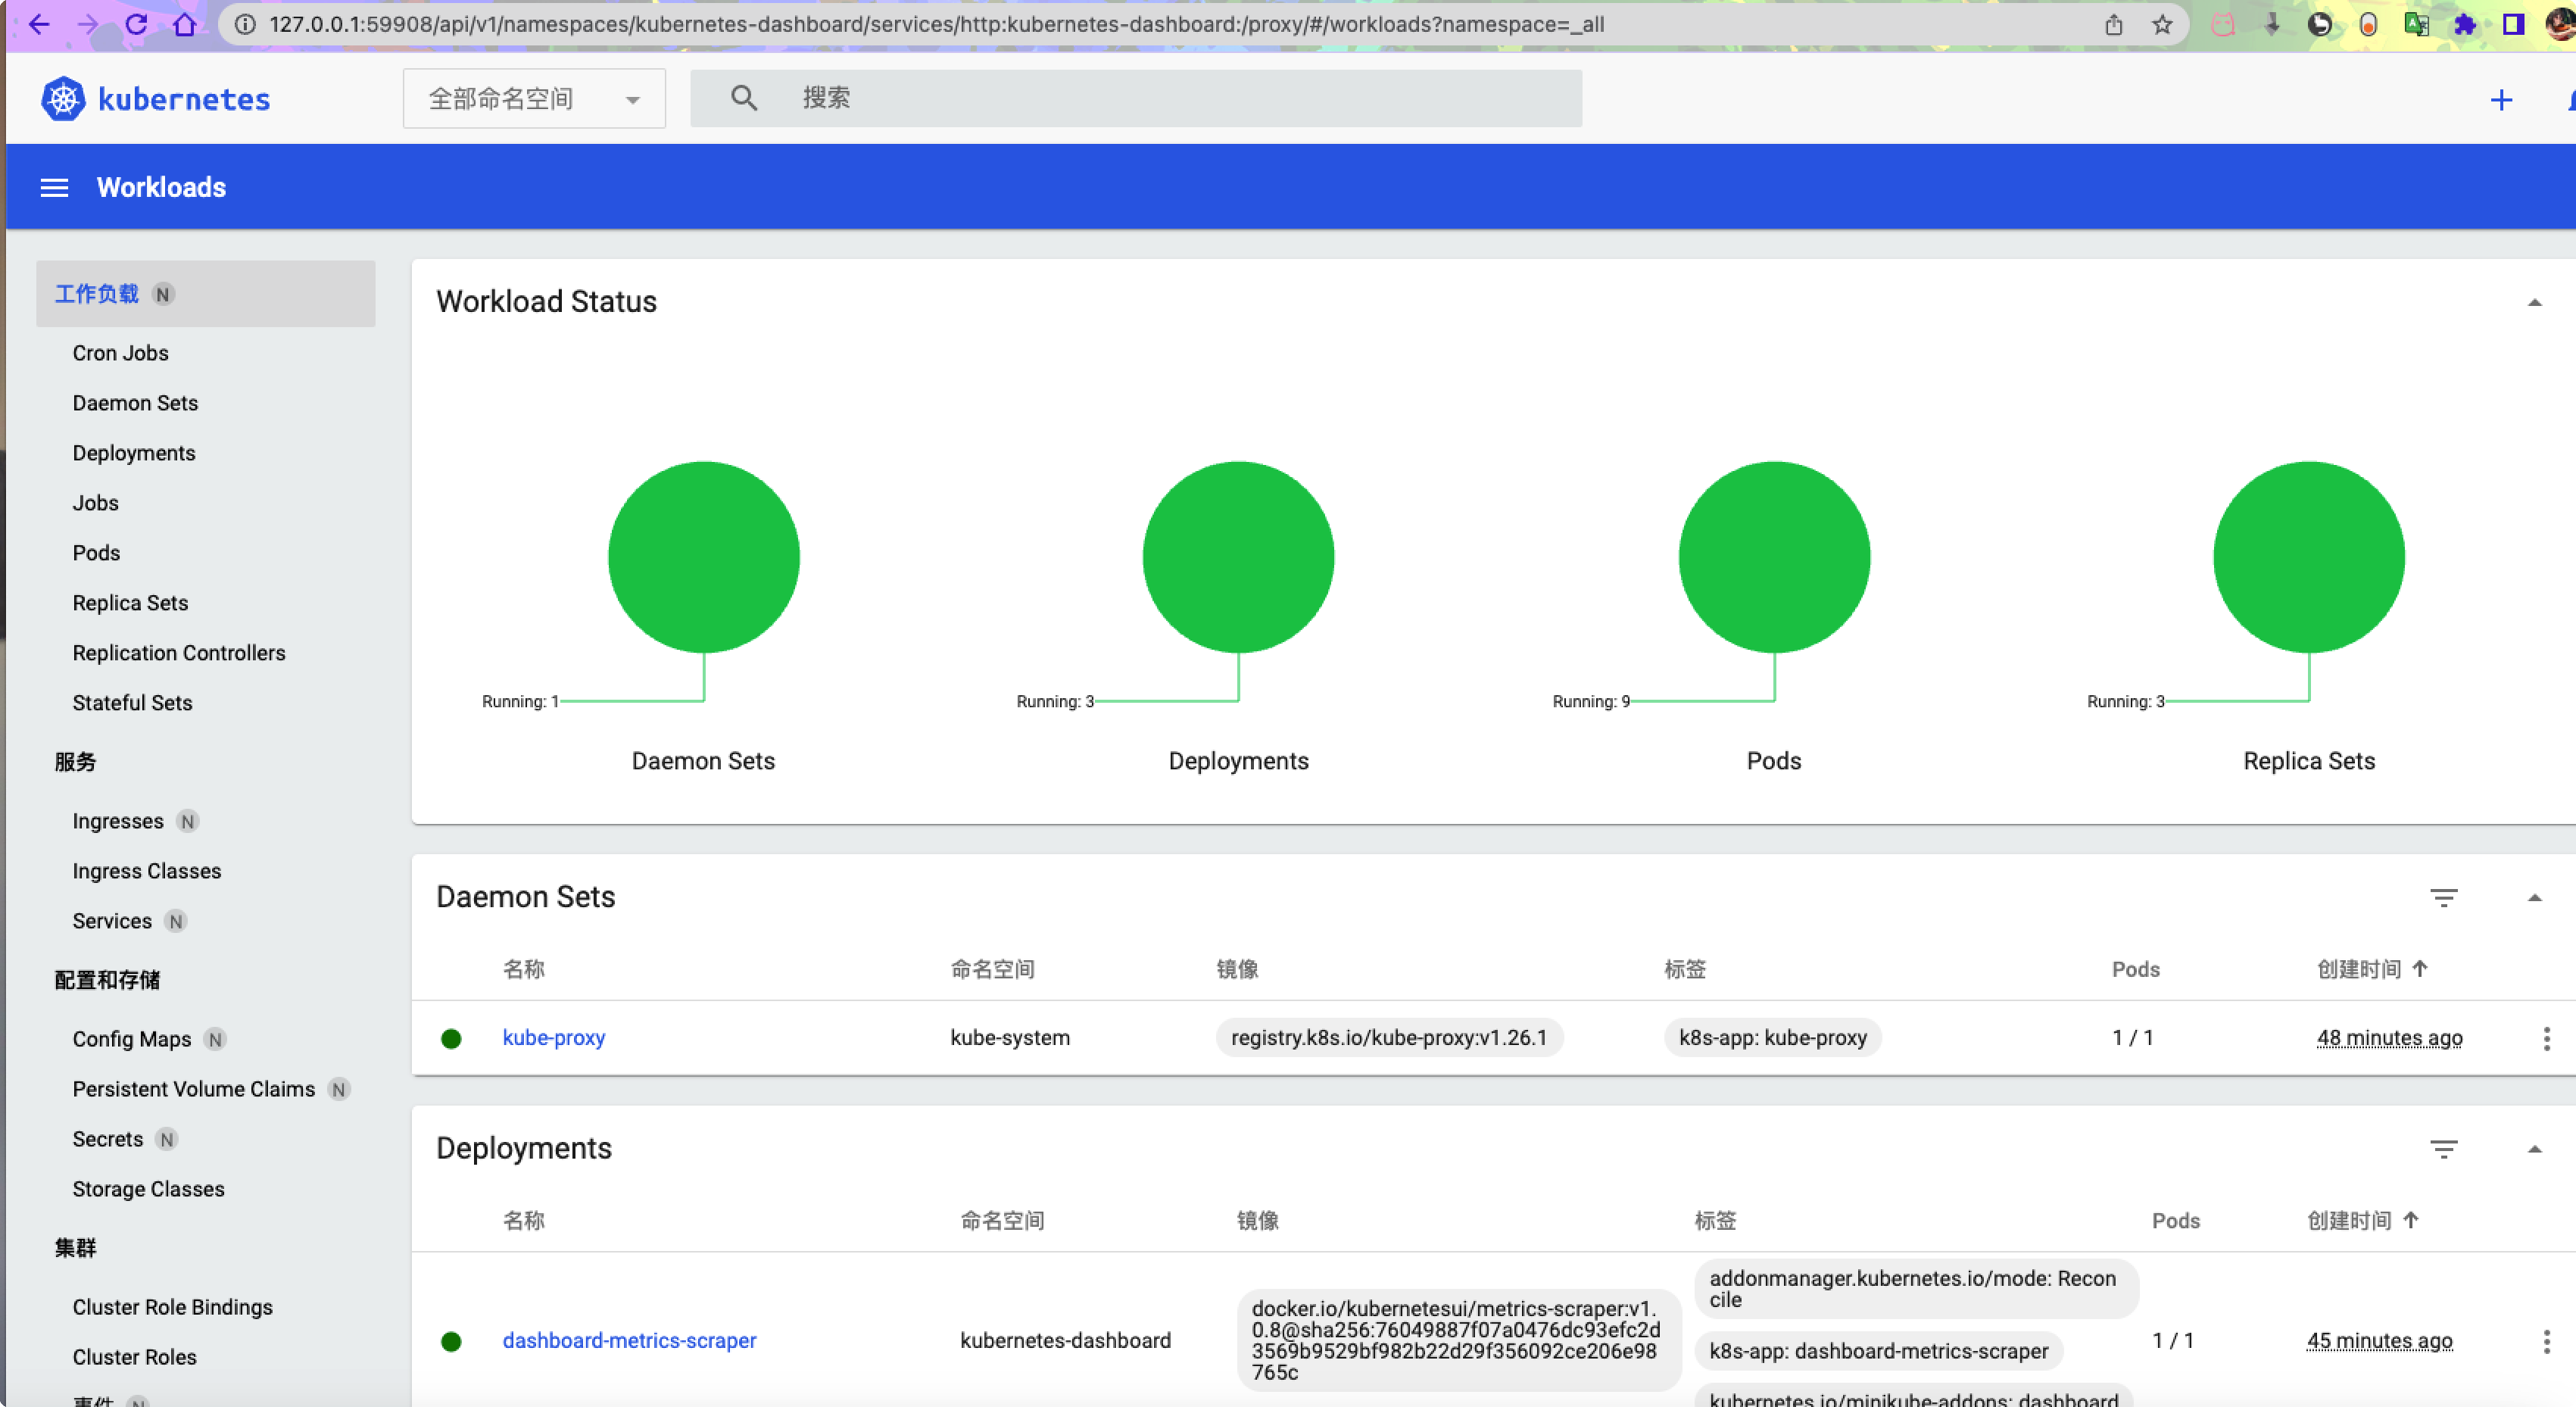 127.0.0.1:59908/api/v1/namespaces/kubernetes-dashboard/services/http:kubernetes-dashboard:/proxy/#/workloads?namespace=_all
kubernetes
全部命名空间
搜索
Workloads
工作负载 N
Cron Jobs
Daemon Sets
Deployments
Jobs
Pods
Replica Sets
Replication Controllers
Stateful Sets
服务
Ingresses N
Ingress Classes
Services N
配置和存储
Config Maps N
Persistent Volume Claims N
Secrets N
Storage Classes
集群
Cluster Role Bindings
Cluster Roles
事件 N
Workload Status
Running: 1
Running: 3
Running: 9
Running: 3
Daemon Sets
Deployments
Pods
Replica Sets
Daemon Sets
名称 命名空间 镜像 标签 Pods 创建时间
kube-proxy kube-system registry.k8s.io/kube-proxy:v1.26.1 k8s-app: kube-proxy 1 / 1 48 minutes ago
Deployments
名称 命名空间 镜像 标签 Pods 创建时间
dashboard-metrics-scraper
kubernetes-dashboard
docker.io/kubernetesui/metrics-scraper:v1.
0.8@sha256:76049887f07a0476dc93efc2d
3569b9529bf982b22d29f356092ce206e98
765c
addonmanager.kubernetes.io/mode: Recon
cile
k8s-app: dashboard-metrics-scraper
kubernetes.io/minikube-addons: dashboard
1 / 1
45 minutes ago